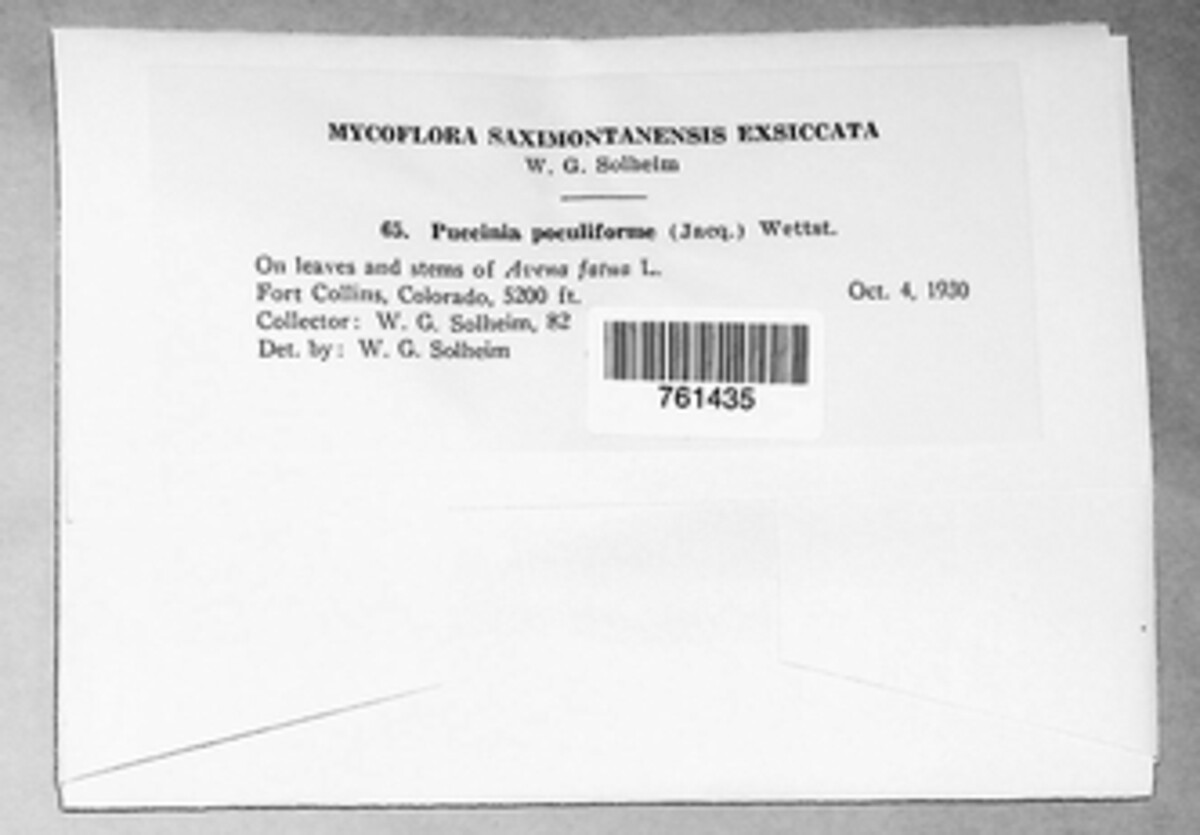 MYCOFLORA SAXIMONTANENSIS EXSICCATA
W. G. Solheim
65. Puccinia poculiforme (Jacq.) Wettst.
On leaves and stems of Avena fatua L.
Fort Collins, Colorado, 5200 ft. Oct. 4, 1930
Collector: W. G. Solheim, 82
Det. by: W. G. Solheim
761435